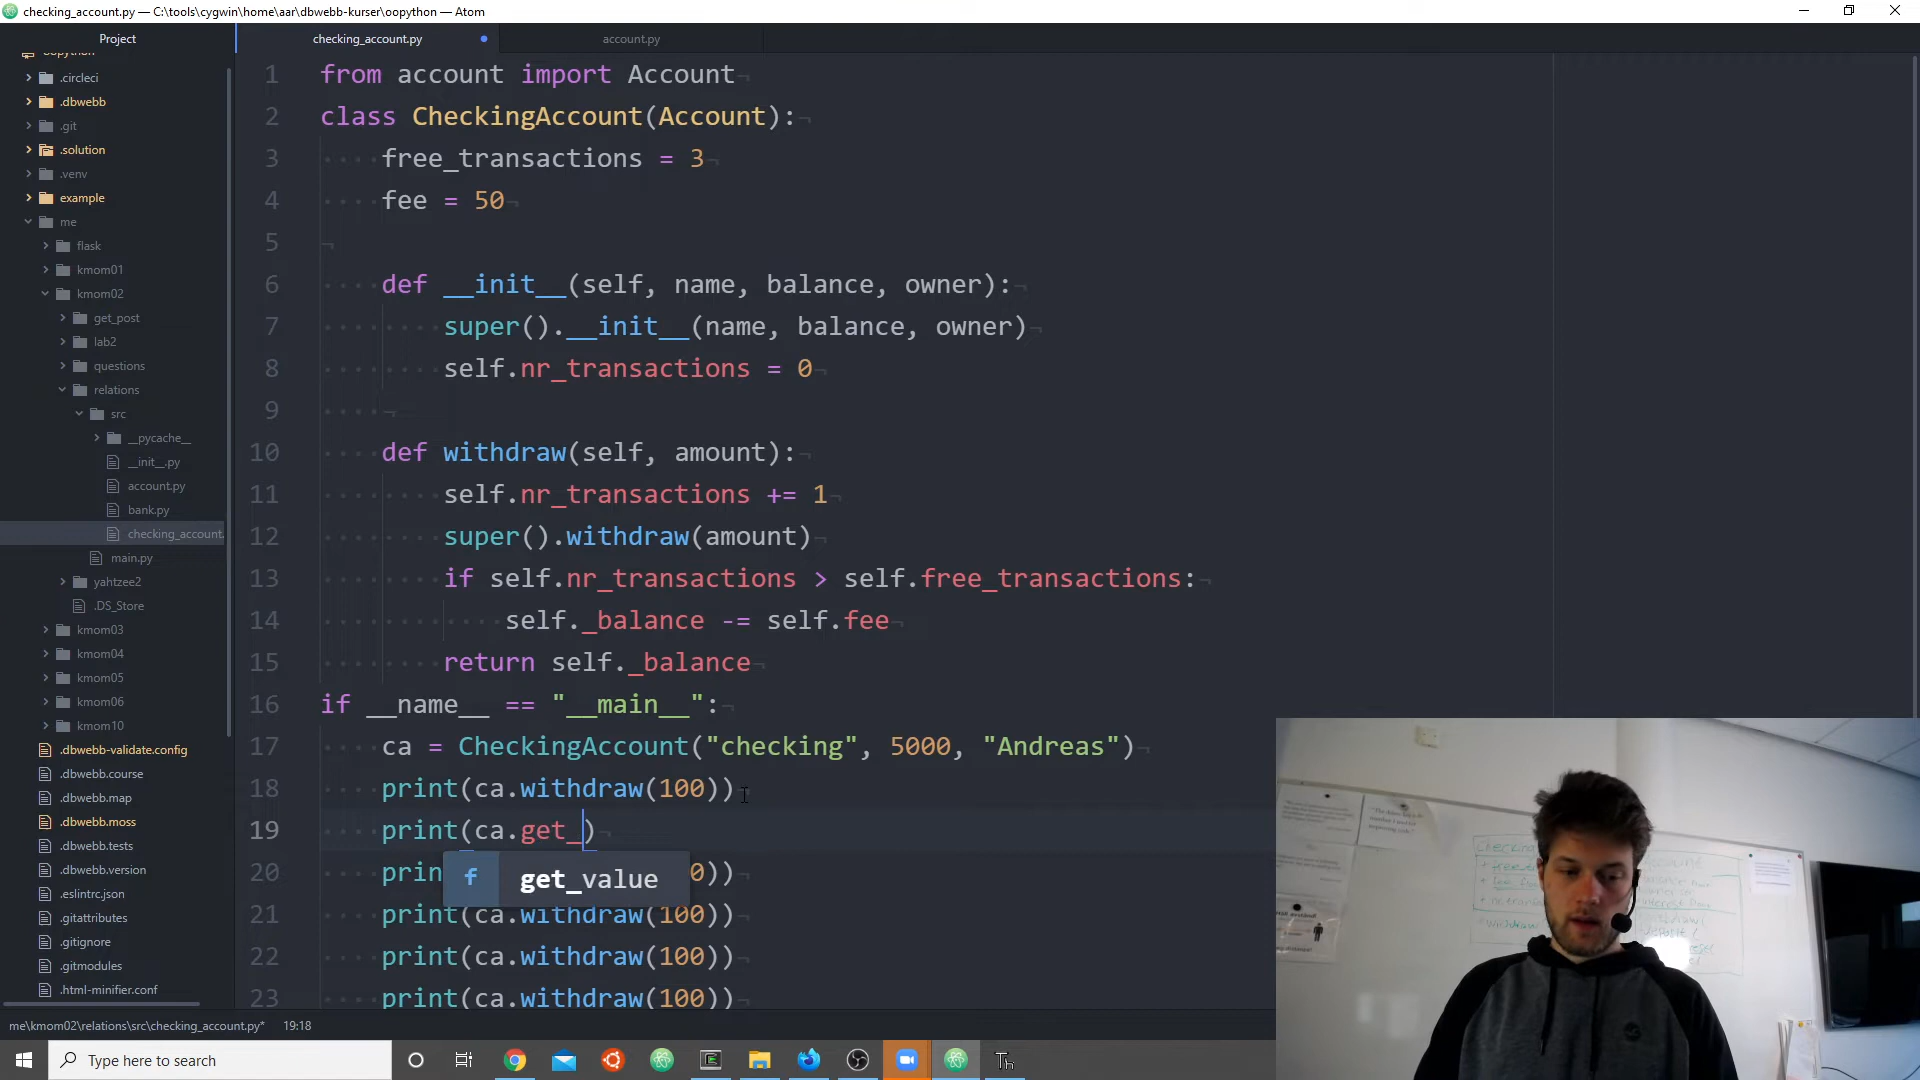 checking_account.py — C:\tools\cygwin\home\aar\dbwebb-kurser\oopython — Atom
Project
checking_account.py
account.py
.circleci
.dbwebb
.git
.solution
.venv
example
me
flask
kmom01
kmom02
get_post
lab2
questions
relations
src
__pycache__
__init__.py
account.py
bank.py
checking_account.
main.py
yahtzee2
.DS_Store
kmom03
kmom04
kmom05
kmom06
kmom10
.dbwebb-validate.config
.dbwebb.course
.dbwebb.map
.dbwebb.moss
.dbwebb.tests
.dbwebb.version
.eslintrc.json
.gitattributes
.gitignore
.gitmodules
.html-minifier.conf
1 from account import Account
2 class CheckingAccount(Account):
3 free_transactions = 3
4 fee = 50
5
6 def __init__(self, name, balance, owner):
7 super().__init__(name, balance, owner)
8 self.nr_transactions = 0
9
10 def withdraw(self, amount):
11 self.nr_transactions += 1
12 super().withdraw(amount)
13 if self.nr_transactions > self.free_transactions:
14 self._balance -= self.fee
15 return self._balance
16 if __name__ == "__main__":
17 ca = CheckingAccount("checking", 5000, "Andreas")
18 print(ca.withdraw(100))
19 print(ca.get_)
20 prin 0))
f get_value
21 print(ca.withdraw(100))
22 print(ca.withdraw(100))
23 print(ca.withdraw(100))
me\kmom02\relations\src\checking_account.py* 19:18
Type here to search